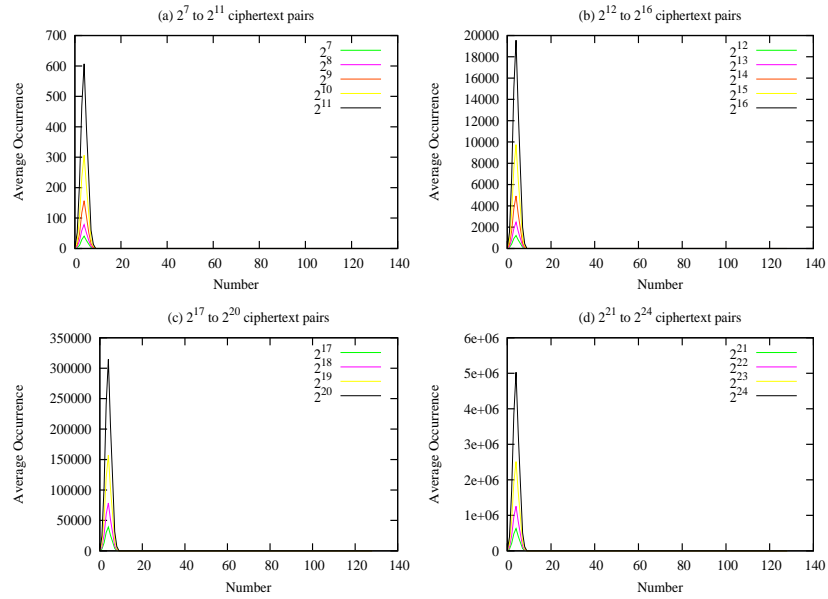 (a) 2^7 to 2^11 ciphertext pairs
700
600
500
400
300
200
100
0
0 20 40 60 80 100 120 140
Average Occurrence
Number
2^7
2^8
2^9
2^10
2^11
(b) 2^12 to 2^16 ciphertext pairs
20000
18000
16000
14000
12000
10000
8000
6000
4000
2000
0
0 20 40 60 80 100 120 140
Average Occurrence
Number
2^12
2^13
2^14
2^15
2^16
(c) 2^17 to 2^20 ciphertext pairs
350000
300000
250000
200000
150000
100000
50000
0
0 20 40 60 80 100 120 140
Average Occurrence
Number
2^17
2^18
2^19
2^20
(d) 2^21 to 2^24 ciphertext pairs
6e+06
5e+06
4e+06
3e+06
2e+06
1e+06
0
0 20 40 60 80 100 120 140
Average Occurrence
Number
2^21
2^22
2^23
2^24